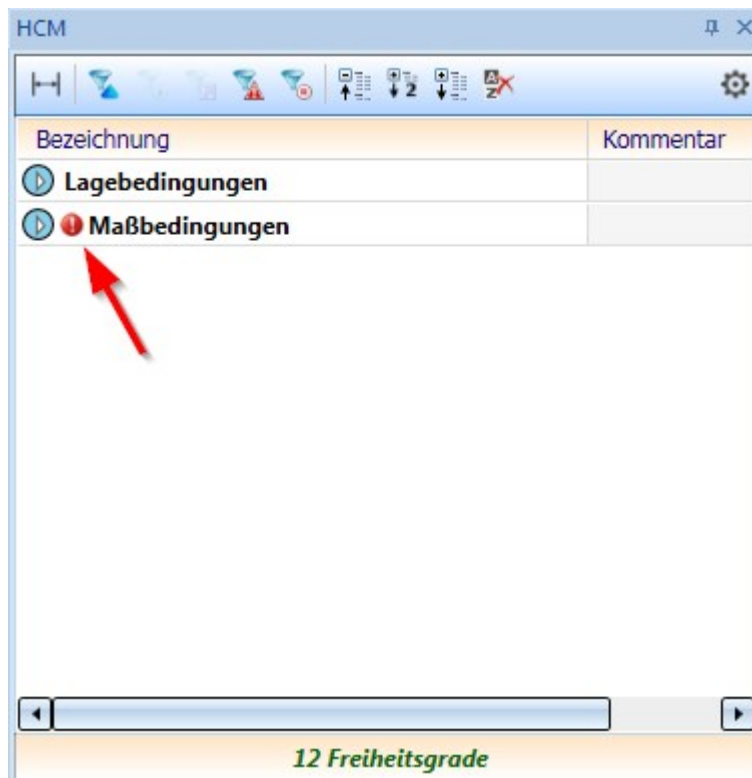 HCM
Bezeichnung Kommentar
Lagebedingungen
Maßbedingungen
12 Freiheitsgrade